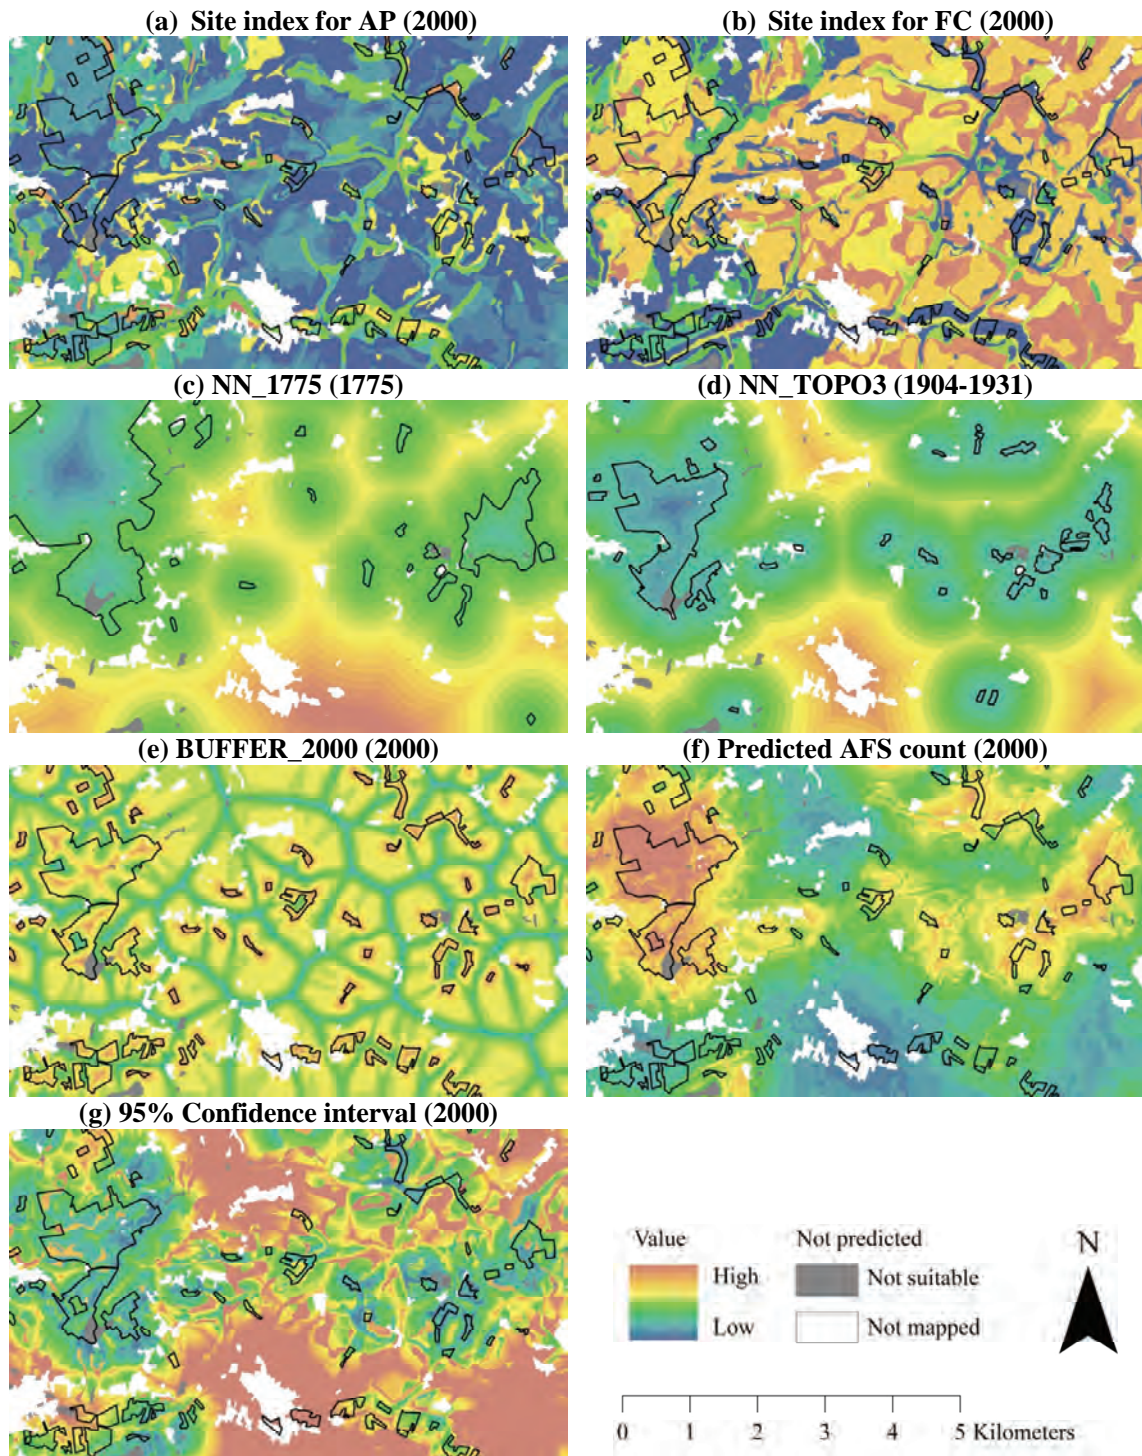 (a) Site index for AP (2000)
(b) Site index for FC (2000)
(c) NN_1775 (1775)
(d) NN_TOPO3 (1904-1931)
(e) BUFFER_2000 (2000)
(f) Predicted AFS count (2000)
(g) 95% Confidence interval (2000)
Value
Not predicted
N
High
Not suitable
Low
Not mapped
0 1 2 3 4 5 Kilometers